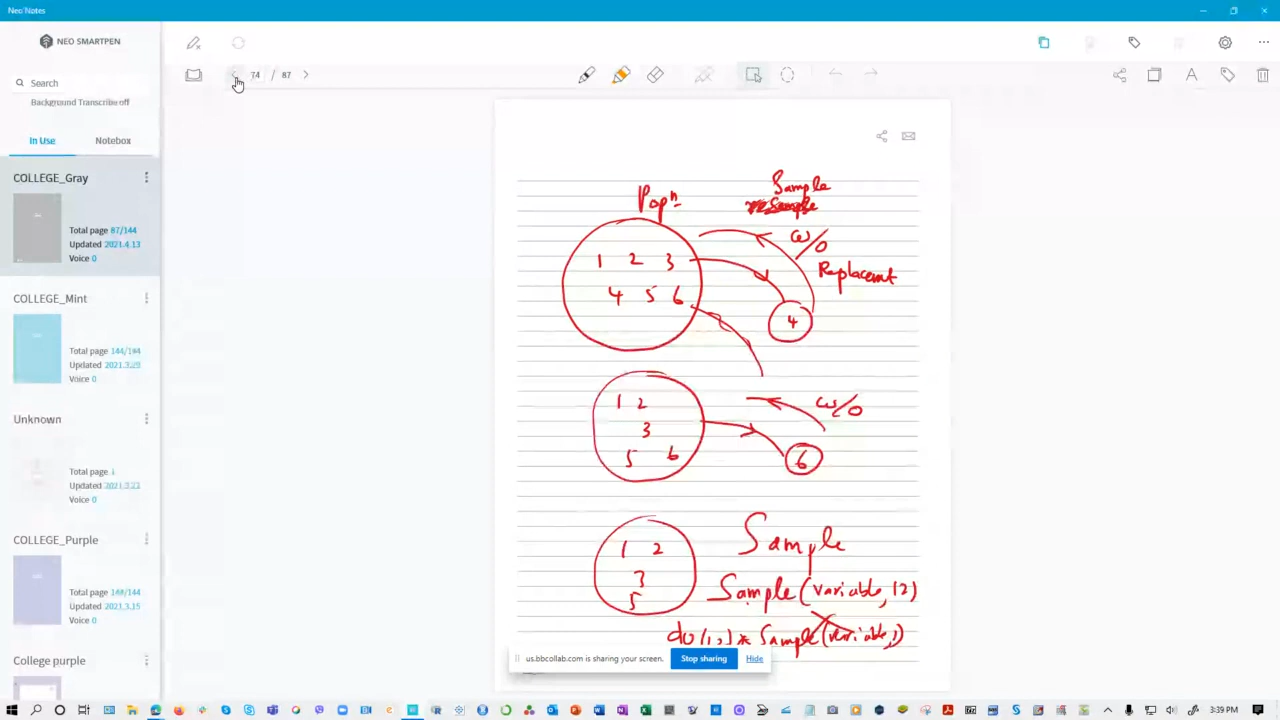 Neo Notes
NEO SMARTPEN
Search
Background Transcribe off
In Use
Notebox
COLLEGE_Gray
Total page 87/144
Updated 2021.4.13
Voice 0
COLLEGE_Mint
Total page 144/144
Updated 2021.3.29
Voice 0
Unknown
Total page 1
Updated 2021.3.23
Voice 0
COLLEGE_Purple
Total page 144/144
Updated 2021.3.15
Voice 0
College purple
74 / 87
A
Popⁿ
Sample
Sample
1 2 3
4 5 6
w/o
Replacemt
4
1 2
3
5 6
w/o
6
1 2
3
5
Sample
Sample(variable, 12)
Sample(variable,1)
us.bbcollab.com is sharing your screen.
Stop sharing
Hide
3:39 PM